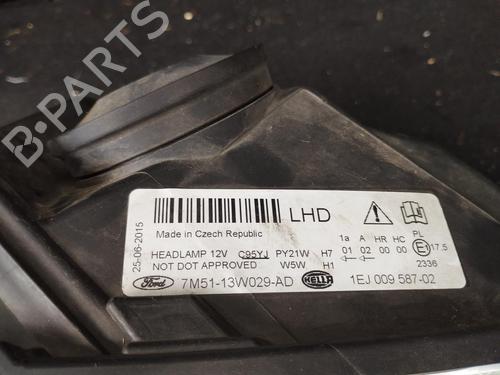 B-PARTS
25-06-2015
LHD
Made in Czech Republic
HEADLAMP 12V C95YJ PY21W H7
NOT DOT APPROVED W5W H1
1a A HR HC PL
01 02 00 00 E 17.5
2336
Ford 7M51-13W029-AD HELLA 1EJ 009 587-02